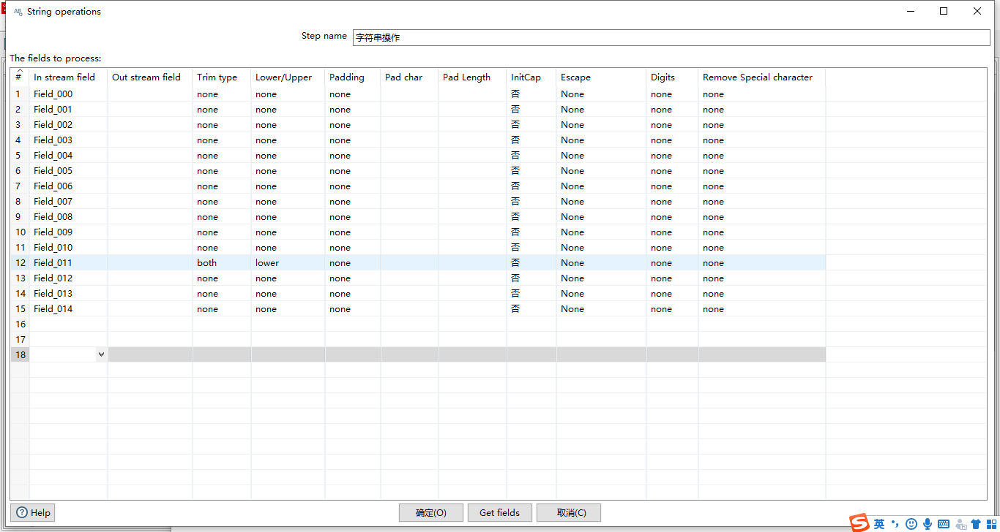 String operations
Step name 字符串操作
The fields to process:
# In stream field Out stream field Trim type Lower/Upper Padding Pad char Pad Length InitCap Escape Digits Remove Special character
1 Field_000 none none none 否 None none none
2 Field_001 none none none 否 None none none
3 Field_002 none none none 否 None none none
4 Field_003 none none none 否 None none none
5 Field_004 none none none 否 None none none
6 Field_005 none none none 否 None none none
7 Field_006 none none none 否 None none none
8 Field_007 none none none 否 None none none
9 Field_008 none none none 否 None none none
10 Field_009 none none none 否 None none none
11 Field_010 none none none 否 None none none
12 Field_011 both lower none 否 None none none
13 Field_012 none none none 否 None none none
14 Field_013 none none none 否 None none none
15 Field_014 none none none 否 None none none
16
17
18
Help 确定(O) Get fields 取消(C)
英